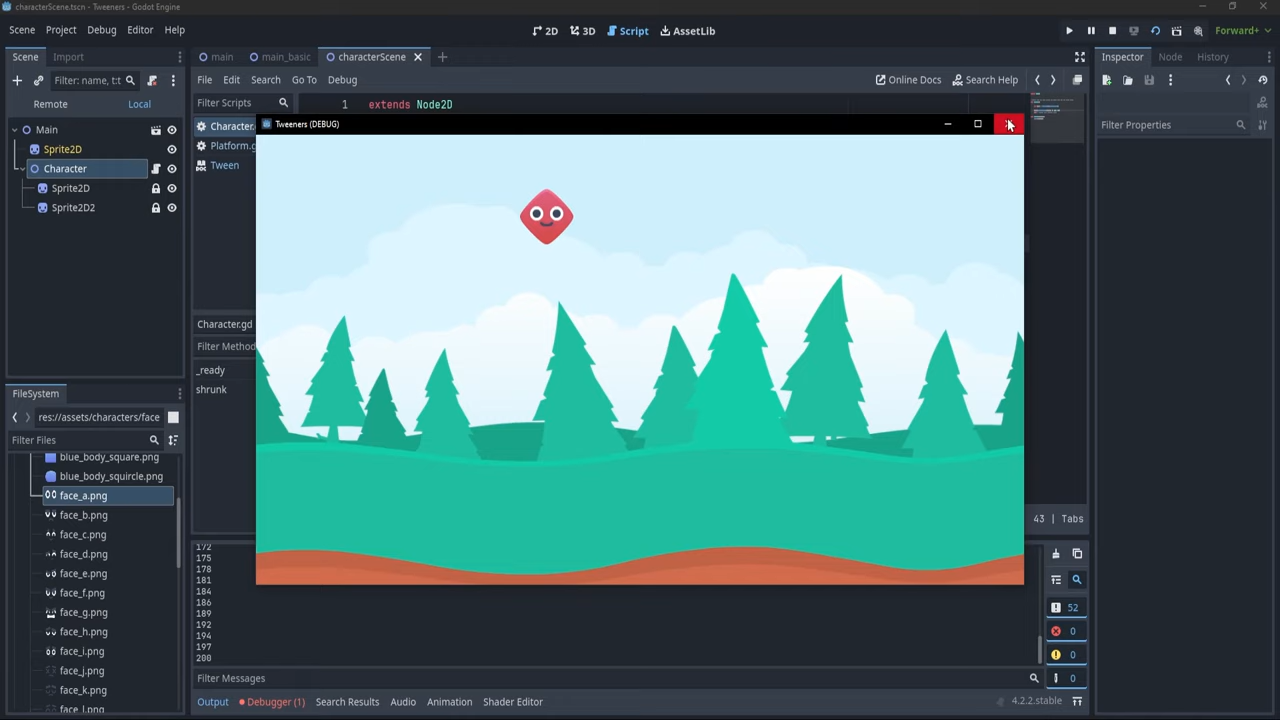 characterScene.tscn - Tweeners - Godot Engine
Scene Project Debug Editor Help
2D 3D Script AssetLib
Forward+
Scene Import
main main_basic characterScene
Inspector Node History
Filter: name, t:t
File Edit Search Go To Debug
Online Docs Search Help
Remote Local
Filter Scripts
1 extends Node2D
Main
Sprite2D
Character
Sprite2D
Sprite2D2
Character.
Platform.g
Tween
Tweeners (DEBUG)
Filter Properties
Character.gd
Filter Method
_ready
shrunk
FileSystem
res://assets/characters/face
Filter Files
blue_body_square.png
blue_body_squircle.png
face_a.png
face_b.png
face_c.png
face_d.png
face_e.png
face_f.png
face_g.png
face_h.png
face_i.png
face_j.png
face_k.png
face_l.png
43 | Tabs
172
175
178
181
184
186
189
192
194
197
200
52
0
0
0
Filter Messages
Output Debugger (1) Search Results Audio Animation Shader Editor
4.2.2.stable